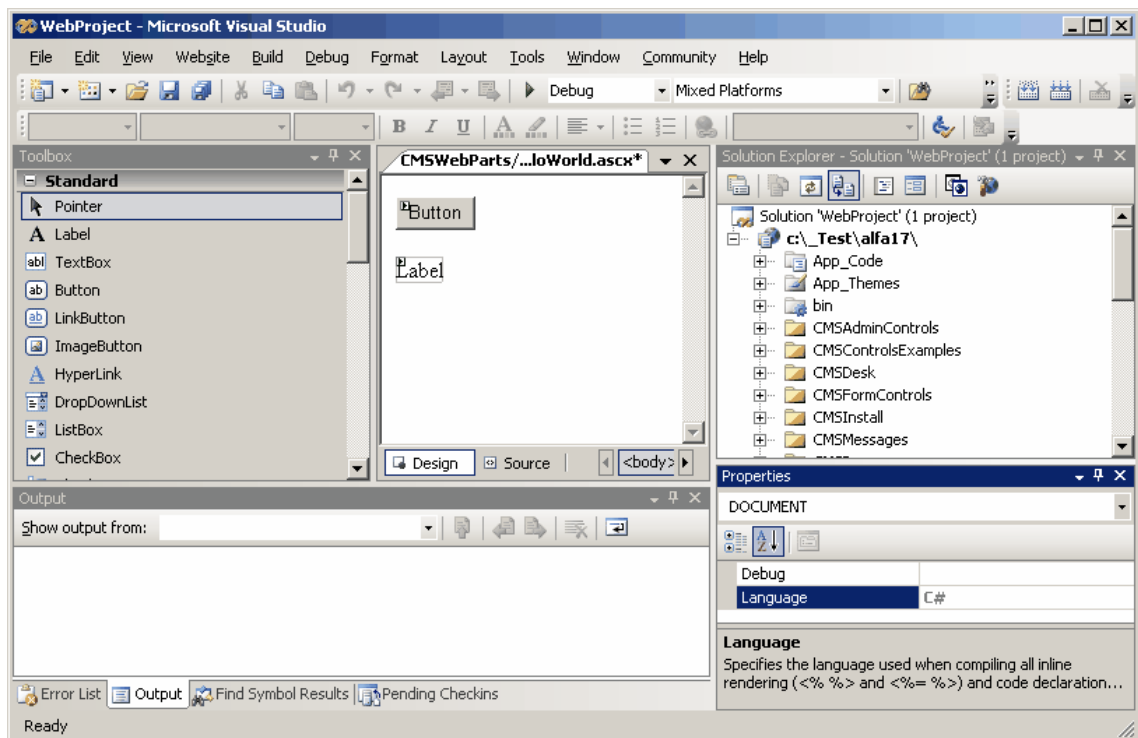 WebProject - Microsoft Visual Studio
File Edit View Website Build Debug Format Layout Tools Window Community Help
Debug Mixed Platforms
B I U A
Toolbox
Standard
Pointer
A Label
abl TextBox
ab Button
ab LinkButton
ImageButton
A HyperLink
DropDownList
ListBox
CheckBox
CMSWebParts/...loWorld.ascx*
Button
Label
Design Source <body>
Solution Explorer - Solution 'WebProject' (1 project)
Solution 'WebProject' (1 project)
c:\_Test\alfa17\
App_Code
App_Themes
bin
CMSAdminControls
CMSControlsExamples
CMSDesk
CMSFormControls
CMSInstall
CMSMessages
Output
Show output from:
Properties
DOCUMENT
Debug
Language C#
Language
Specifies the language used when compiling all inline
rendering (<% %> and <%= %>) and code declaration...
Error List Output Find Symbol Results Pending Checkins
Ready